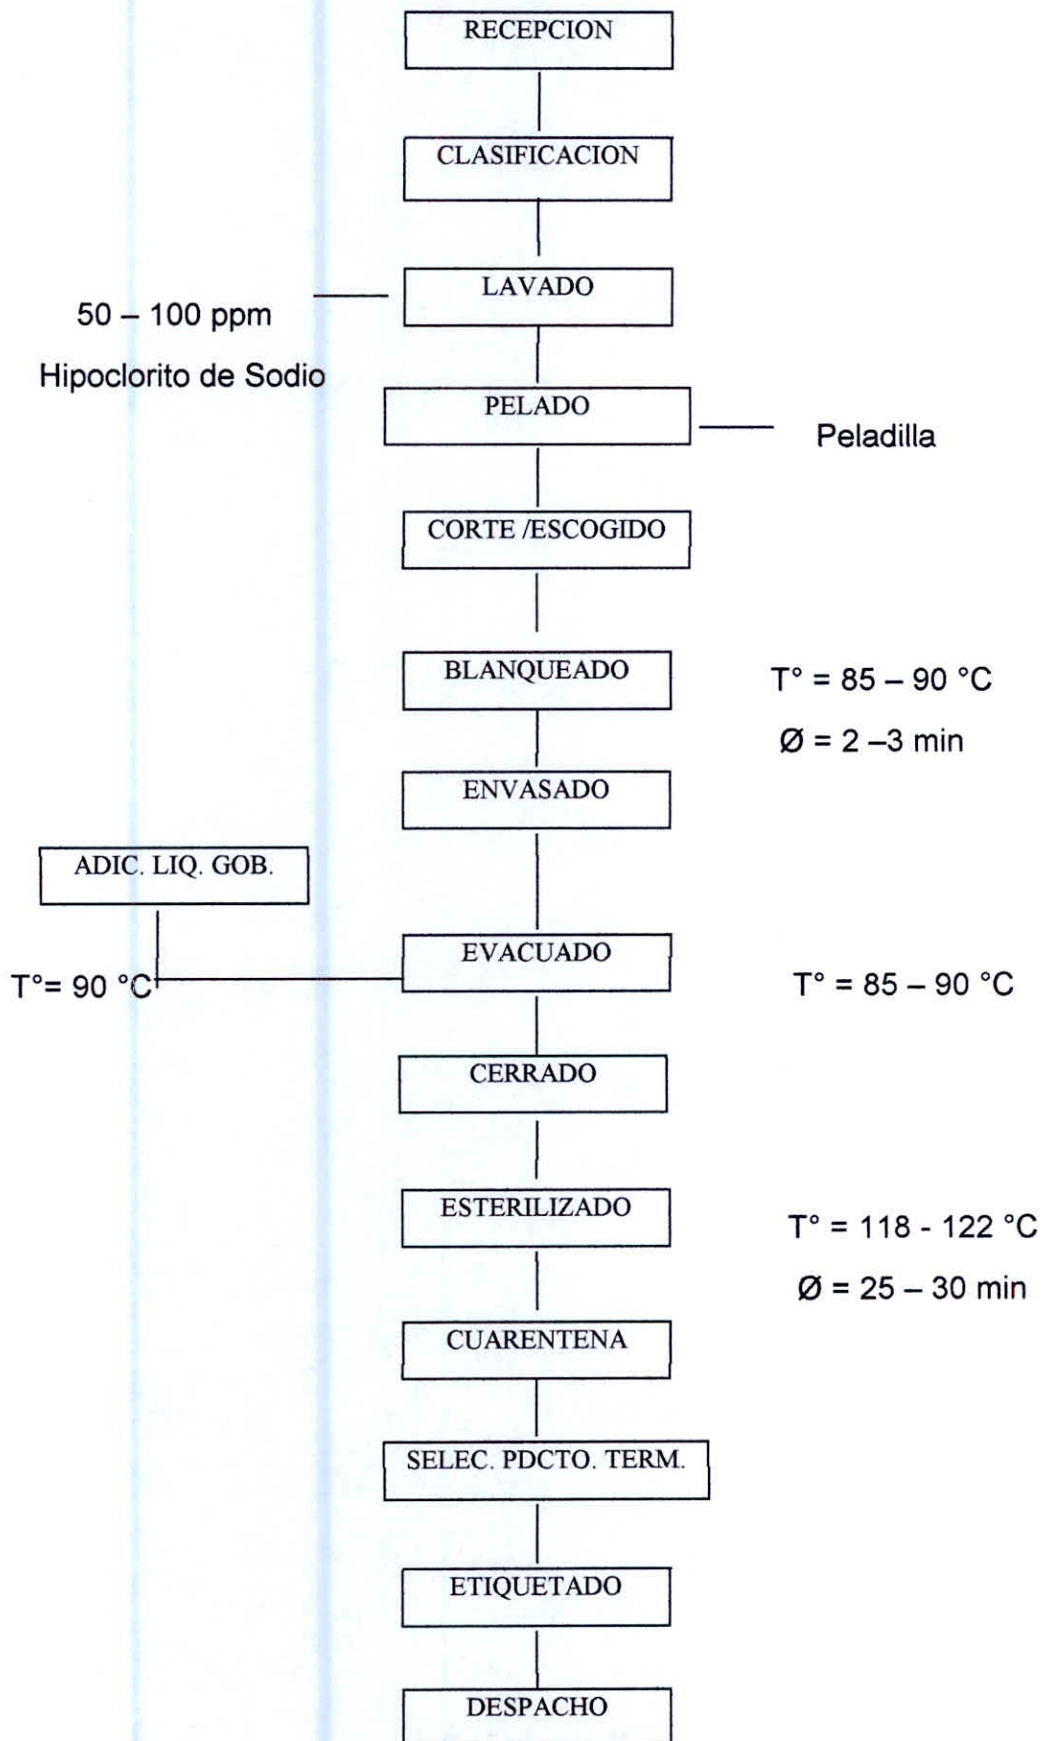 RECEPCION
CLASIFICACION
LAVADO
50 – 100 ppm
Hipoclorito de Sodio
PELADO
Peladilla
CORTE /ESCOGIDO
BLANQUEADO
T° = 85 – 90 °C
Ø = 2 –3 min
ENVASADO
ADIC. LIQ. GOB.
EVACUADO
T°= 90 °C
T° = 85 – 90 °C
CERRADO
ESTERILIZADO
T° = 118 - 122 °C
Ø = 25 – 30 min
CUARENTENA
SELEC. PDCTO. TERM.
ETIQUETADO
DESPACHO